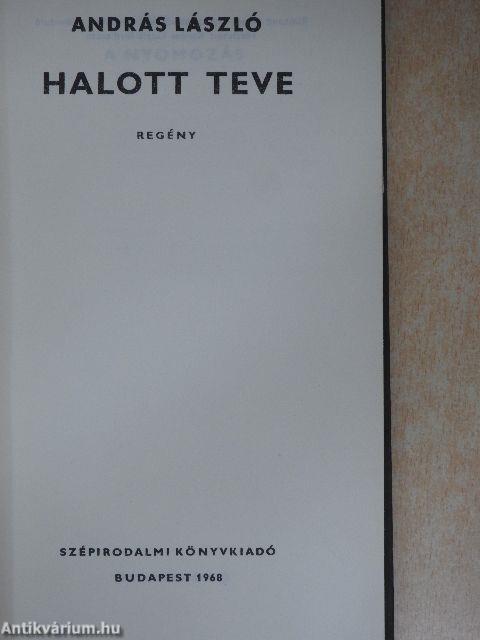 ANDRÁS LÁSZLÓ
A NYOMOZÁS
HALOTT TEVE
REGÉNY
SZÉPIRODALMI KÖNYVKIADÓ
BUDAPEST 1968
Antikvárium.hu